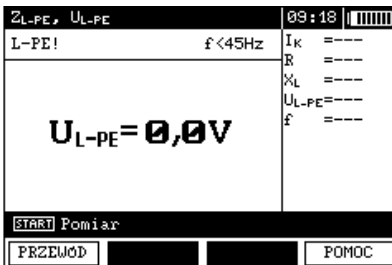 ZL-PE, UL-PE 09:18
L-PE! f<45Hz
IK =---
R =---
XL =---
UL-PE=---
f =---
UL-PE= 0,0V
START Pomiar
PRZEWÓD POMOC